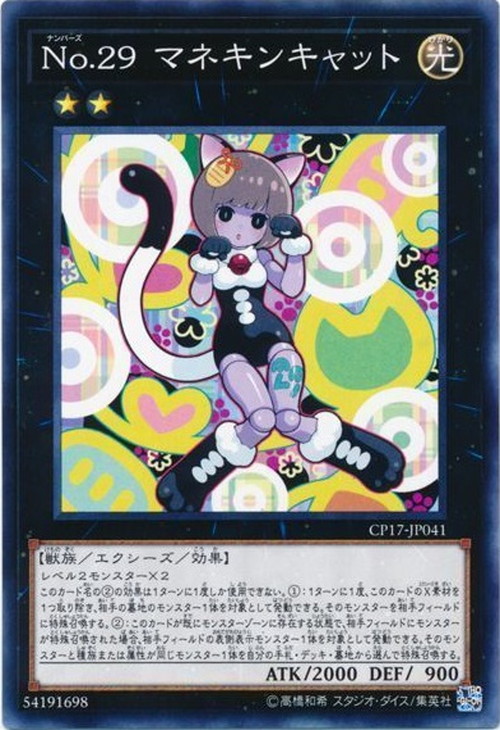 ナンバーズ
No.29 マネキンキャット
ひかり
光
29
CP17-JP041
【獣族／エクシーズ／効果】
レベル2モンスター×2
このカード名の②の効果は1ターンに1度しか使用できない。①：1ターンに1度、このカードのX素材を
1つ取り除き、相手の墓地のモンスター1体を対象として発動できる。そのモンスターを相手フィールド
に特殊召喚する。②：このカードが既にモンスターゾーンに存在する状態で、相手フィールドにモンスター
が特殊召喚された場合、相手フィールドの表側表示モンスター1体を対象として発動できる。そのモン
スターと種族または属性が同じモンスター1体を自分の手札・デッキ・墓地から選んで特殊召喚する。
ATK/2000 DEF/ 900
54191698
©高橋和希 スタジオ・ダイス/集英社